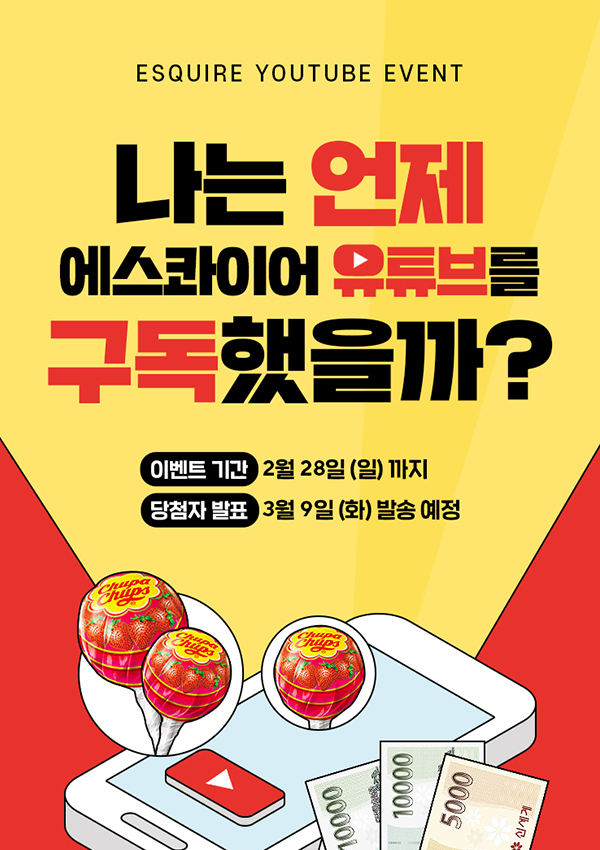 ESQUIRE YOUTUBE EVENT
나는 언제
에스콰이어 유튜브를
구독했을까?
이벤트 기간 2월 28일 (일) 까지
당첨자 발표 3월 9일 (화) 발송 예정
Chupa
Chups
Chupa
Chups
Chupa
Chups
10000
10000
5000